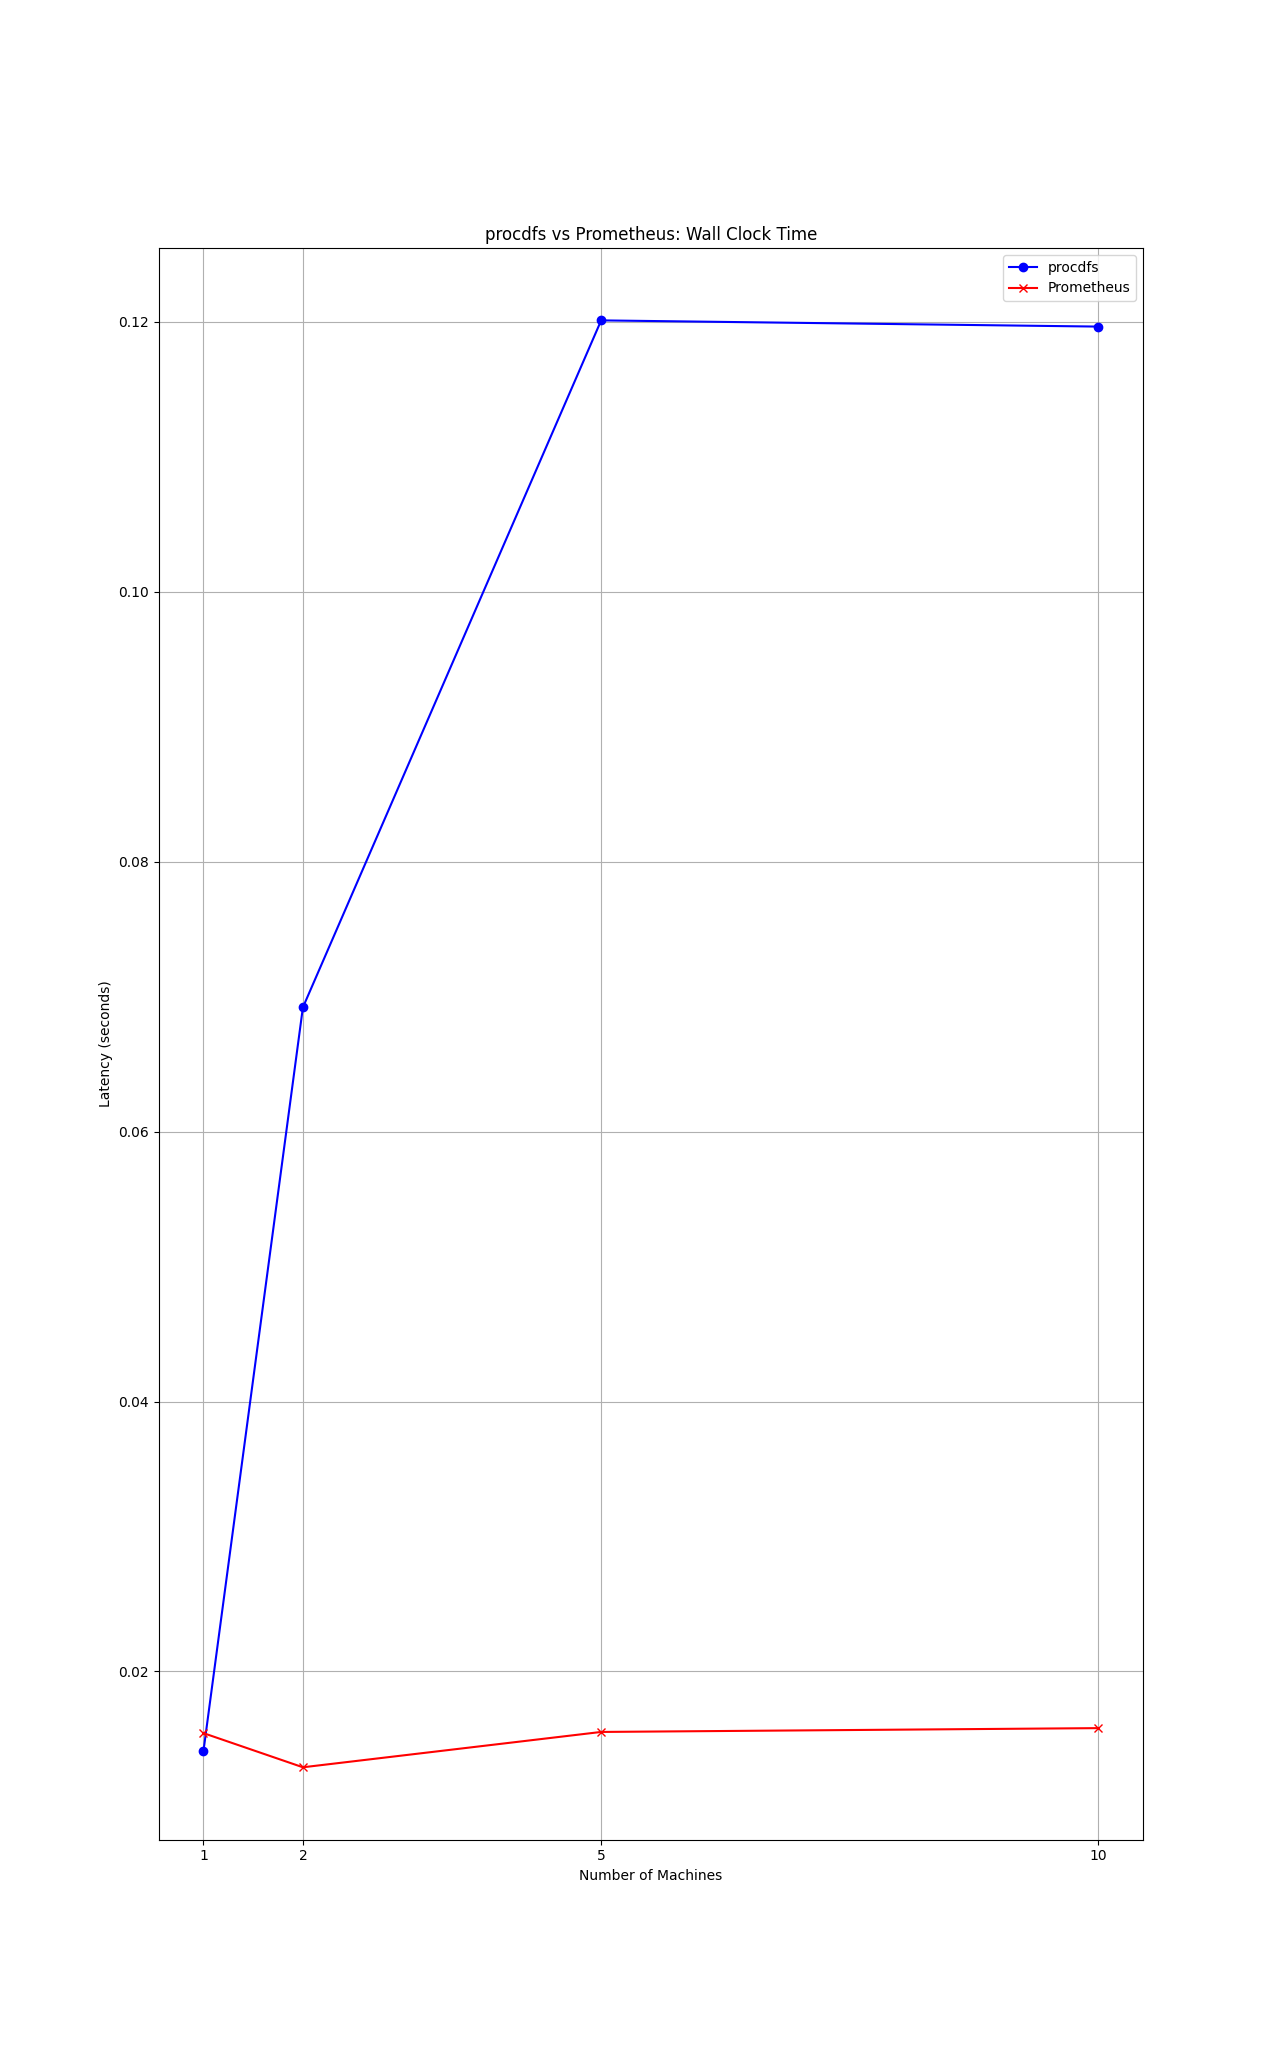 procdfs vs Prometheus: Wall Clock Time
procdfs
Prometheus
0.12
0.10
0.08
0.06
0.04
0.02
Latency (seconds)
1 2 5 10
Number of Machines